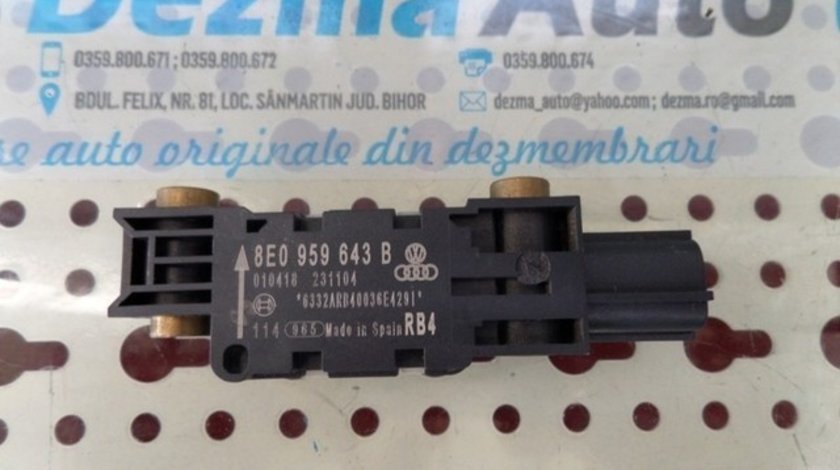 Dezma Auto
0359.800.671 ; 0359.800.672
0359.800.674
BDUL. FELIX, NR. 81, LOC. SÂNMARTIN JUD. BIHOR
dezma_auto@yahoo.com ; dezma.ro@gmail.com
se auto originale din dezmembrari
8E0 959 643 B
010418 231104
*6332ARB40036E4291*
114 965 Made in Spain RB4